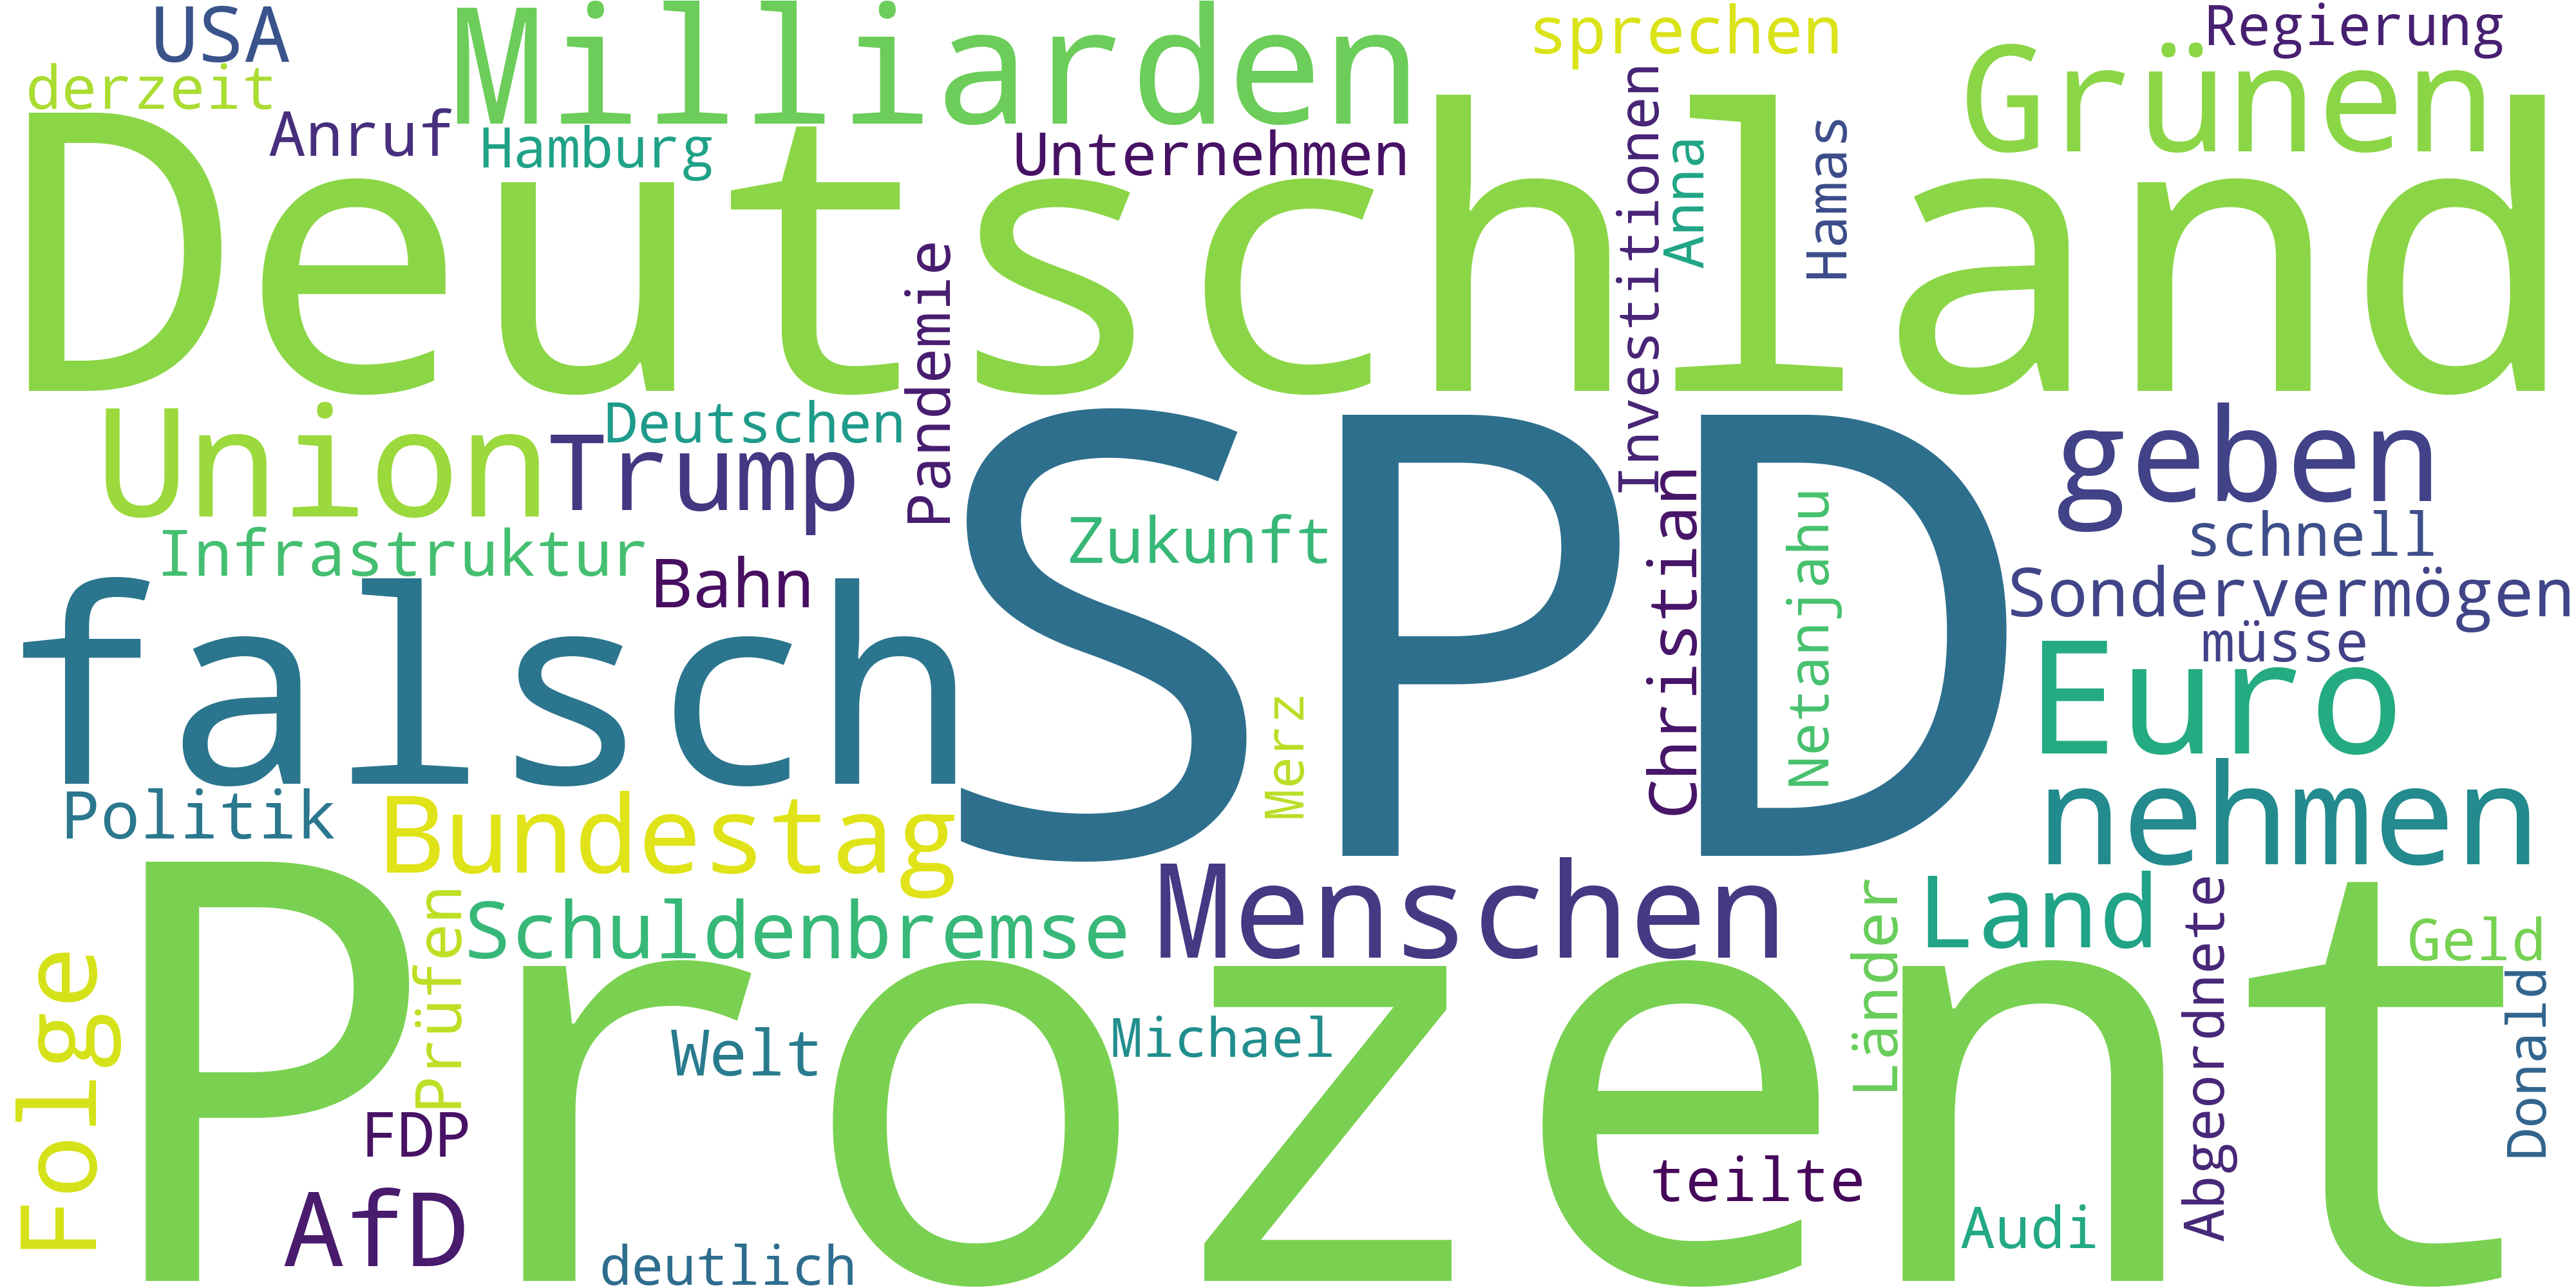 USA
Milliarden
sprechen
Regierung
derzeit
Grünen
Anruf
Hamburg
Unternehmen
Investitionen
Anna
Hamas
Deutschland
Pandemie
Union
Trump
Deutschen
geben
Infrastruktur
Bahn
Zukunft
SPD
Christian
Netanjahu
schnell
Sondervermögen
müsse
falsch
Merz
Euro
Politik
Bundestag
nehmen
Menschen
Schuldenbremse
Land
Länder
Abgeordnete
Geld
Folge
Prüfen
Prozent
Welt
Michael
Donald
FDP
AfD
teilte
Audi
deutlich